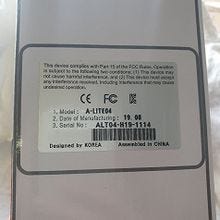 This device complies with Part 15 of the FCC Rules. Operation
is subject to the following two conditions: (1) This device may
not cause harmful interference, and (2) this device must
accept any interference received, including interference that may
cause undesired operation.
CE FC
1. Model : A-LITE04
2. Date of Manufacturing : 19. 08
3. Serial No. : ALT04-H19-1114
Designed by KOREA Assembled in CHINA